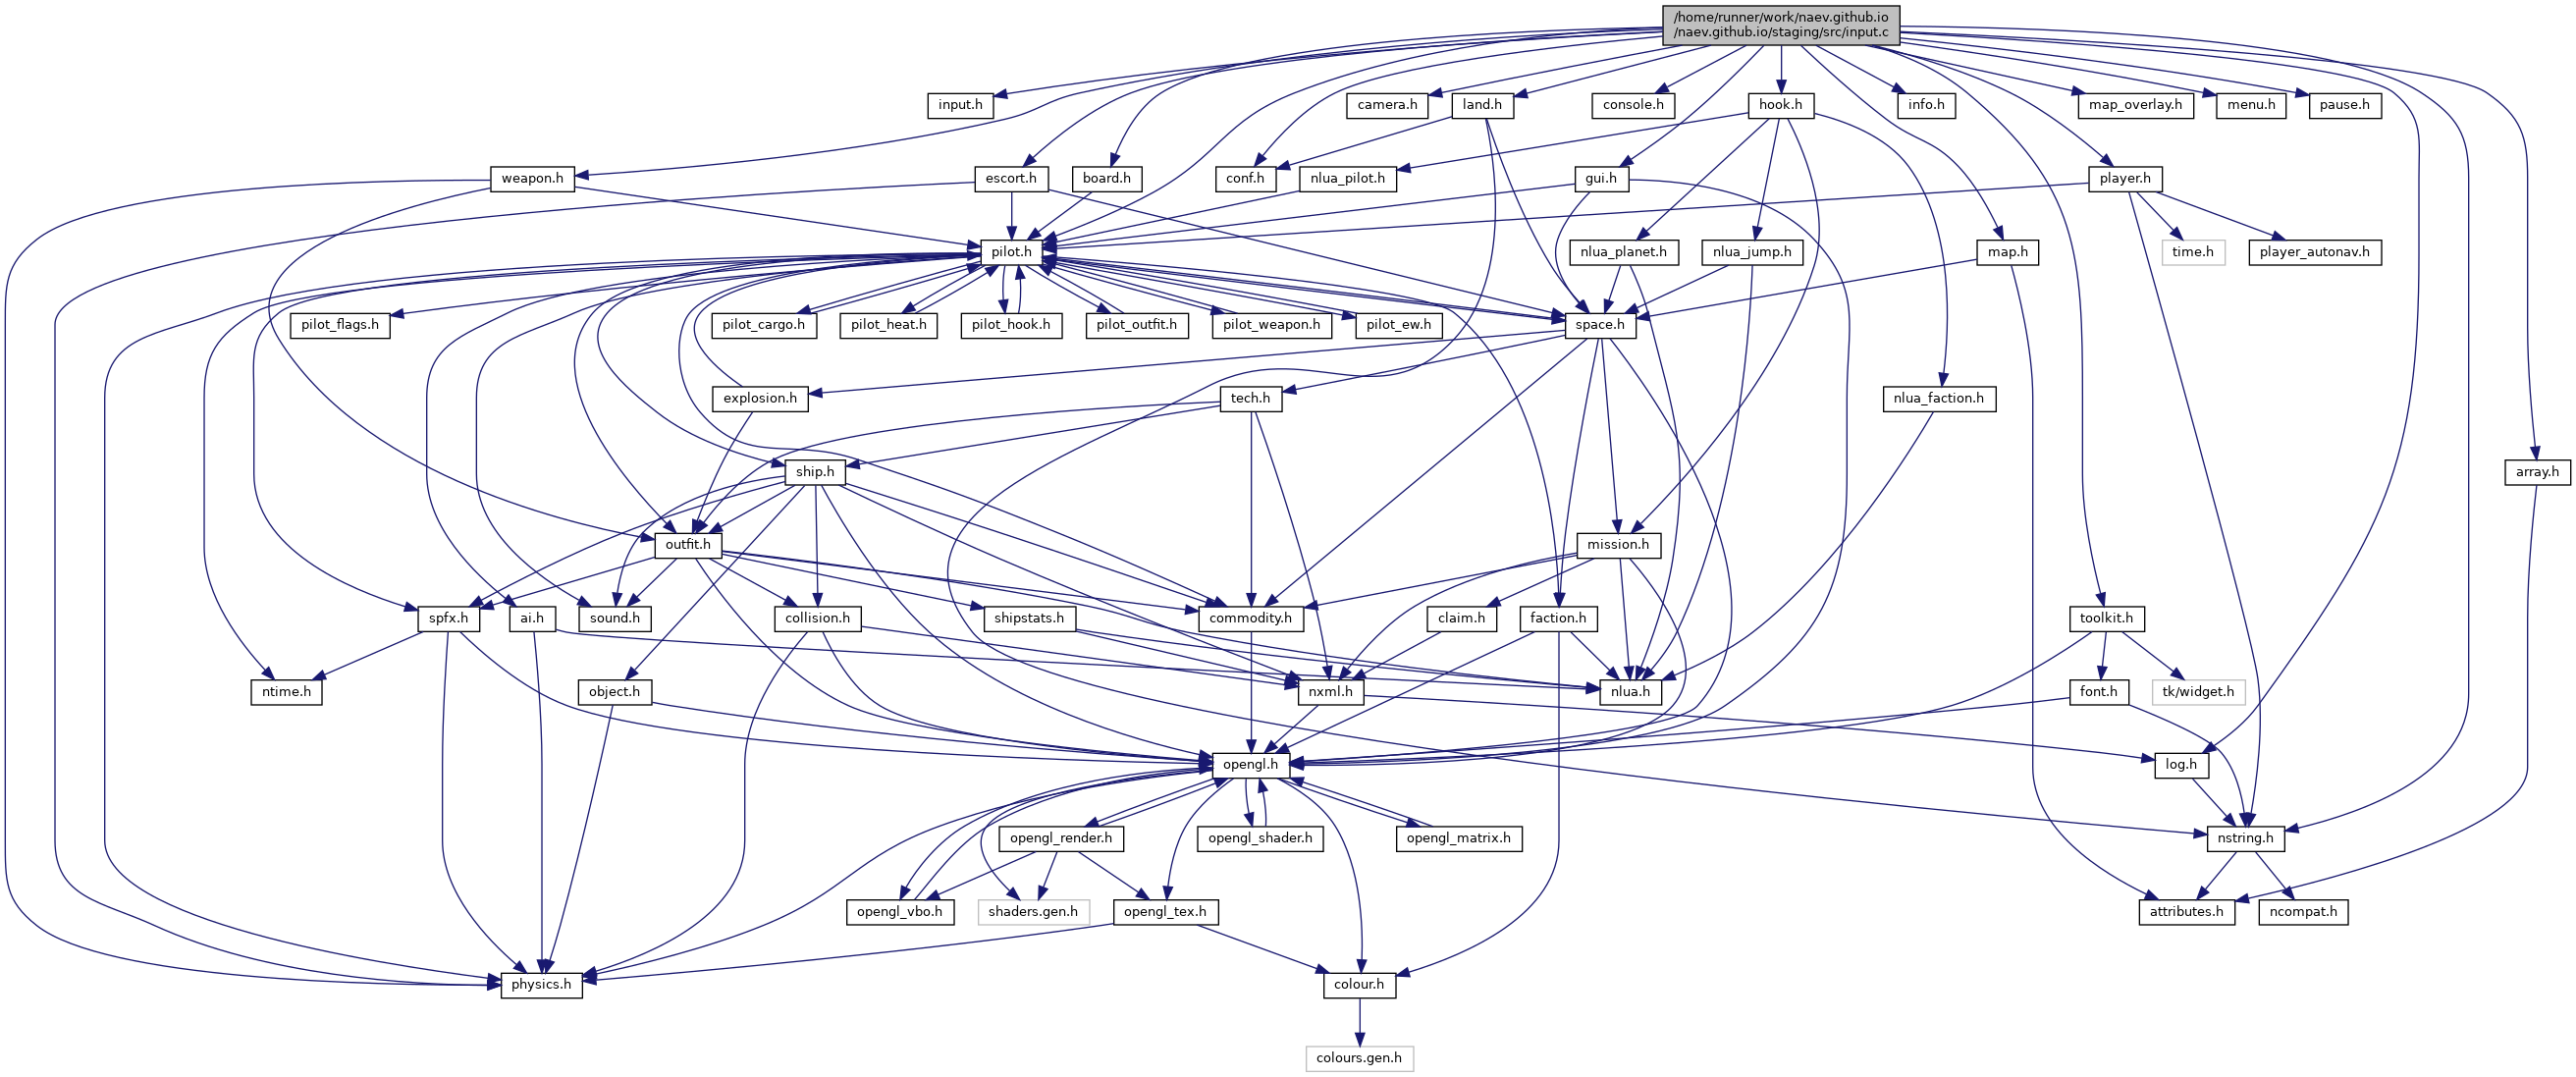 /home/runner/work/naev.github.io
/naev.github.io/staging/src/input.c
input.h
camera.h
land.h
console.h
hook.h
info.h
map_overlay.h
menu.h
pause.h
weapon.h
escort.h
board.h
conf.h
nlua_pilot.h
gui.h
player.h
pilot.h
nlua_planet.h
nlua_jump.h
map.h
time.h
player_autonav.h
pilot_flags.h
pilot_cargo.h
pilot_heat.h
pilot_hook.h
pilot_outfit.h
pilot_weapon.h
pilot_ew.h
space.h
explosion.h
tech.h
nlua_faction.h
ship.h
array.h
outfit.h
mission.h
spfx.h
ai.h
sound.h
collision.h
shipstats.h
commodity.h
claim.h
faction.h
toolkit.h
ntime.h
object.h
nxml.h
nlua.h
font.h
tk/widget.h
opengl.h
log.h
opengl_render.h
opengl_shader.h
opengl_matrix.h
nstring.h
opengl_vbo.h
shaders.gen.h
opengl_tex.h
attributes.h
ncompat.h
physics.h
colour.h
colours.gen.h